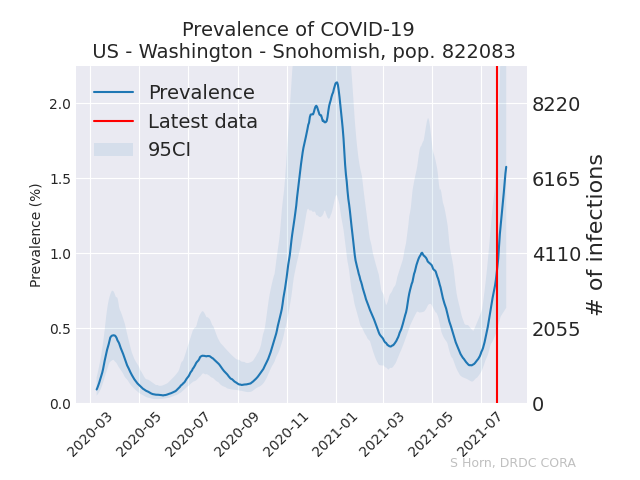 Prevalence of COVID-19
US - Washington - Snohomish, pop. 822083
Prevalence
Latest data
95CI
Prevalence (%)
2.0
1.5
1.0
0.5
0.0
8220
6165
4110
2055
0
# of infections
2020-03
2020-05
2020-07
2020-09
2020-11
2021-01
2021-03
2021-05
2021-07
S Horn, DRDC CORA